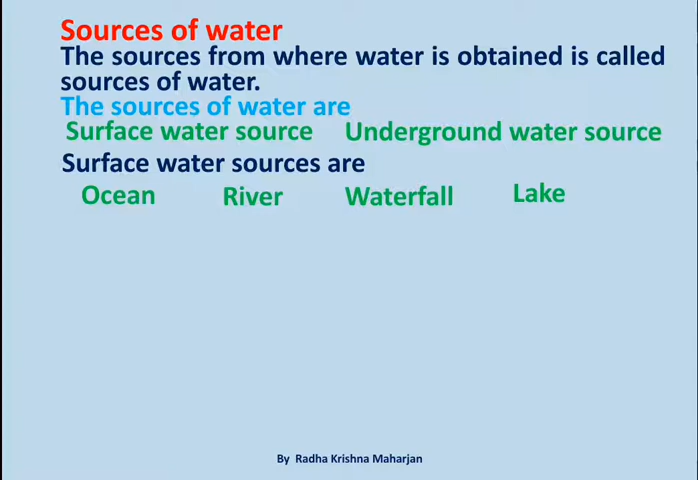 Sources of water
The sources from where water is obtained is called
sources of water.
The sources of water are
Surface water source Underground water source
Surface water sources are
Ocean River Waterfall Lake
By Radha Krishna Maharjan